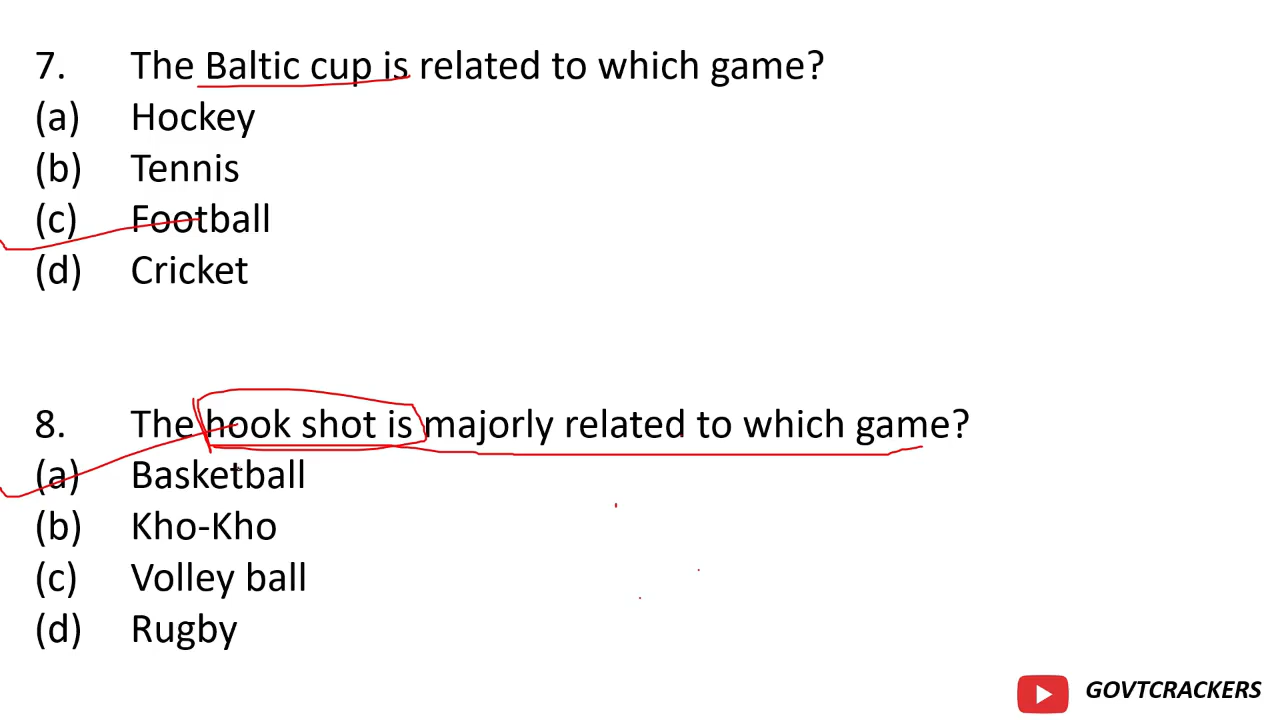 7. The Baltic cup is related to which game?
(a) Hockey
(b) Tennis
(c) Football
(d) Cricket
8. The hook shot is majorly related to which game?
(a) Basketball
(b) Kho-Kho
(c) Volley ball
(d) Rugby
GOVTCRACKERS